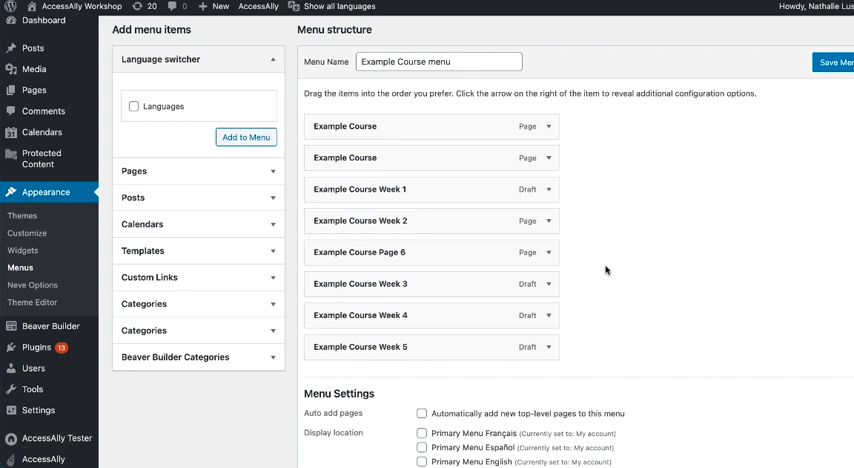 AccessAlly Workshop 20 0 New AccessAlly Show all languages Howdy, Nathalie Lus
Dashboard
Posts
Media
Pages
Comments
Calendars
Protected
Content
Appearance
Themes
Customize
Widgets
Menus
Neve Options
Theme Editor
Beaver Builder
Plugins 13
Users
Tools
Settings
AccessAlly Tester
AccessAlly
Add menu items
Language switcher
Languages
Add to Menu
Pages
Posts
Calendars
Templates
Custom Links
Categories
Categories
Beaver Builder Categories
Menu structure
Menu Name Example Course menu Save Men
Drag the items into the order you prefer. Click the arrow on the right of the item to reveal additional configuration options.
Example Course Page
Example Course Page
Example Course Week 1 Draft
Example Course Week 2 Page
Example Course Page 6 Page
Example Course Week 3 Draft
Example Course Week 4 Draft
Example Course Week 5 Draft
Menu Settings
Auto add pages Automatically add new top-level pages to this menu
Display location Primary Menu Français (Currently set to: My account)
Primary Menu Español (Currently set to: My account)
Primary Menu English (Currently set to: My account)